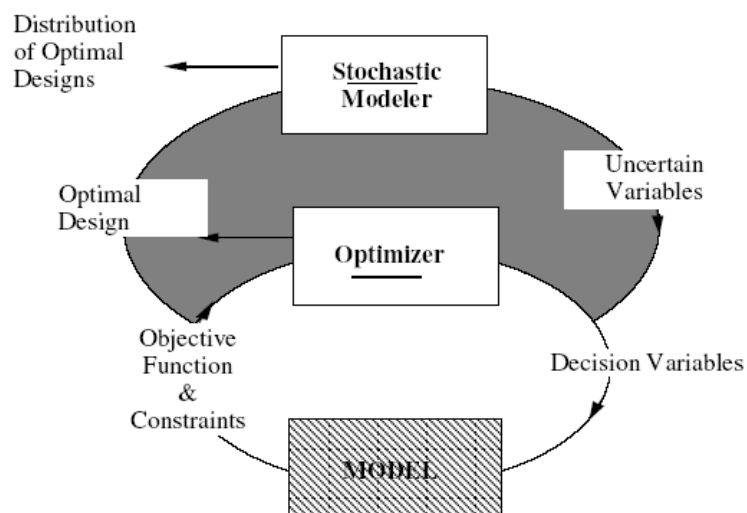 Distribution
of Optimal
Designs
Stochastic
Modeler
Uncertain
Variables
Optimal
Design
Optimizer
Objective
Function
&
Constraints
Decision Variables
MODEL